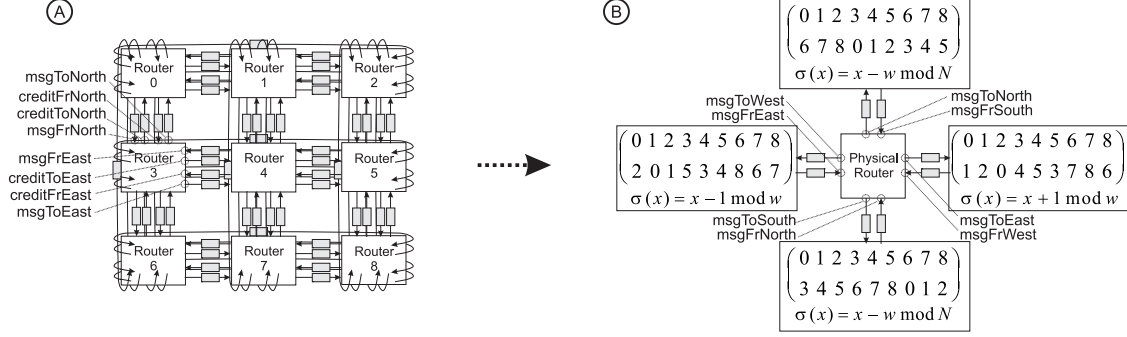 A
Router
0
Router
1
Router
2
msgToNorth
creditFrNorth
creditToNorth
msgFrNorth
msgFrEast
creditToEast
creditFrEast
msgToEast
Router
3
Router
4
Router
5
Router
6
Router
7
Router
8
B
0 1 2 3 4 5 6 7 8
6 7 8 0 1 2 3 4 5
σ(x)=x−w mod N
msgToWest
msgFrEast
msgToNorth
msgFrSouth
0 1 2 3 4 5 6 7 8
2 0 1 5 3 4 8 6 7
σ(x)=x−1 mod w
Physical
Router
0 1 2 3 4 5 6 7 8
1 2 0 4 5 3 7 8 6
σ(x)=x+1 mod w
msgToSouth
msgFrNorth
msgToEast
msgFrWest
0 1 2 3 4 5 6 7 8
3 4 5 6 7 8 0 1 2
σ(x)=x−w mod N